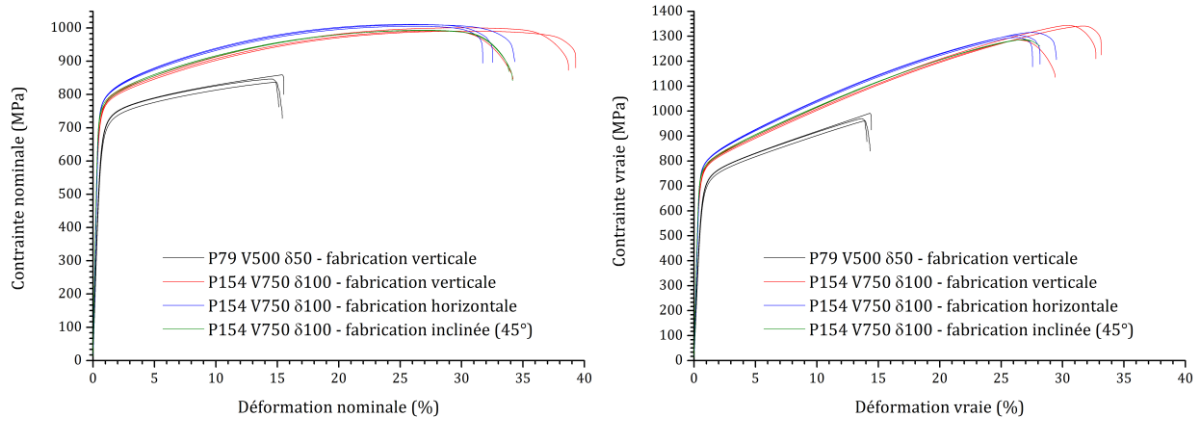 1000
900
800
700
600
500
400
300
200
100
0
Contrainte nominale (MPa)
P79 V500 δ50 - fabrication verticale
P154 V750 δ100 - fabrication verticale
P154 V750 δ100 - fabrication horizontale
P154 V750 δ100 - fabrication inclinée (45°)
0 5 10 15 20 25 30 35 40
Déformation nominale (%)
1400
1300
1200
1100
1000
900
800
700
600
500
400
300
200
100
0
Contrainte vraie (MPa)
P79 V500 δ50 - fabrication verticale
P154 V750 δ100 - fabrication verticale
P154 V750 δ100 - fabrication horizontale
P154 V750 δ100 - fabrication inclinée (45°)
0 5 10 15 20 25 30 35 40
Déformation vraie (%)